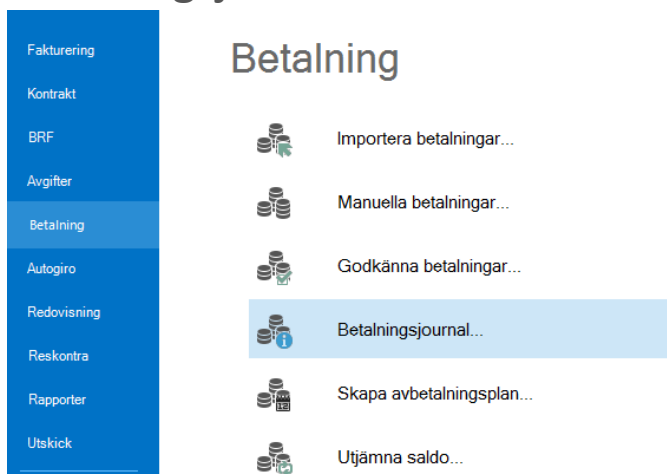 Fakturering
Kontrakt
BRF
Avgifter
Betalning
Autogiro
Redovisning
Reskontra
Rapporter
Utskick
Betalning
Importera betalningar...
Manuella betalningar...
Godkänna betalningar...
Betalningsjournal...
Skapa avbetalningsplan...
Utjämna saldo...